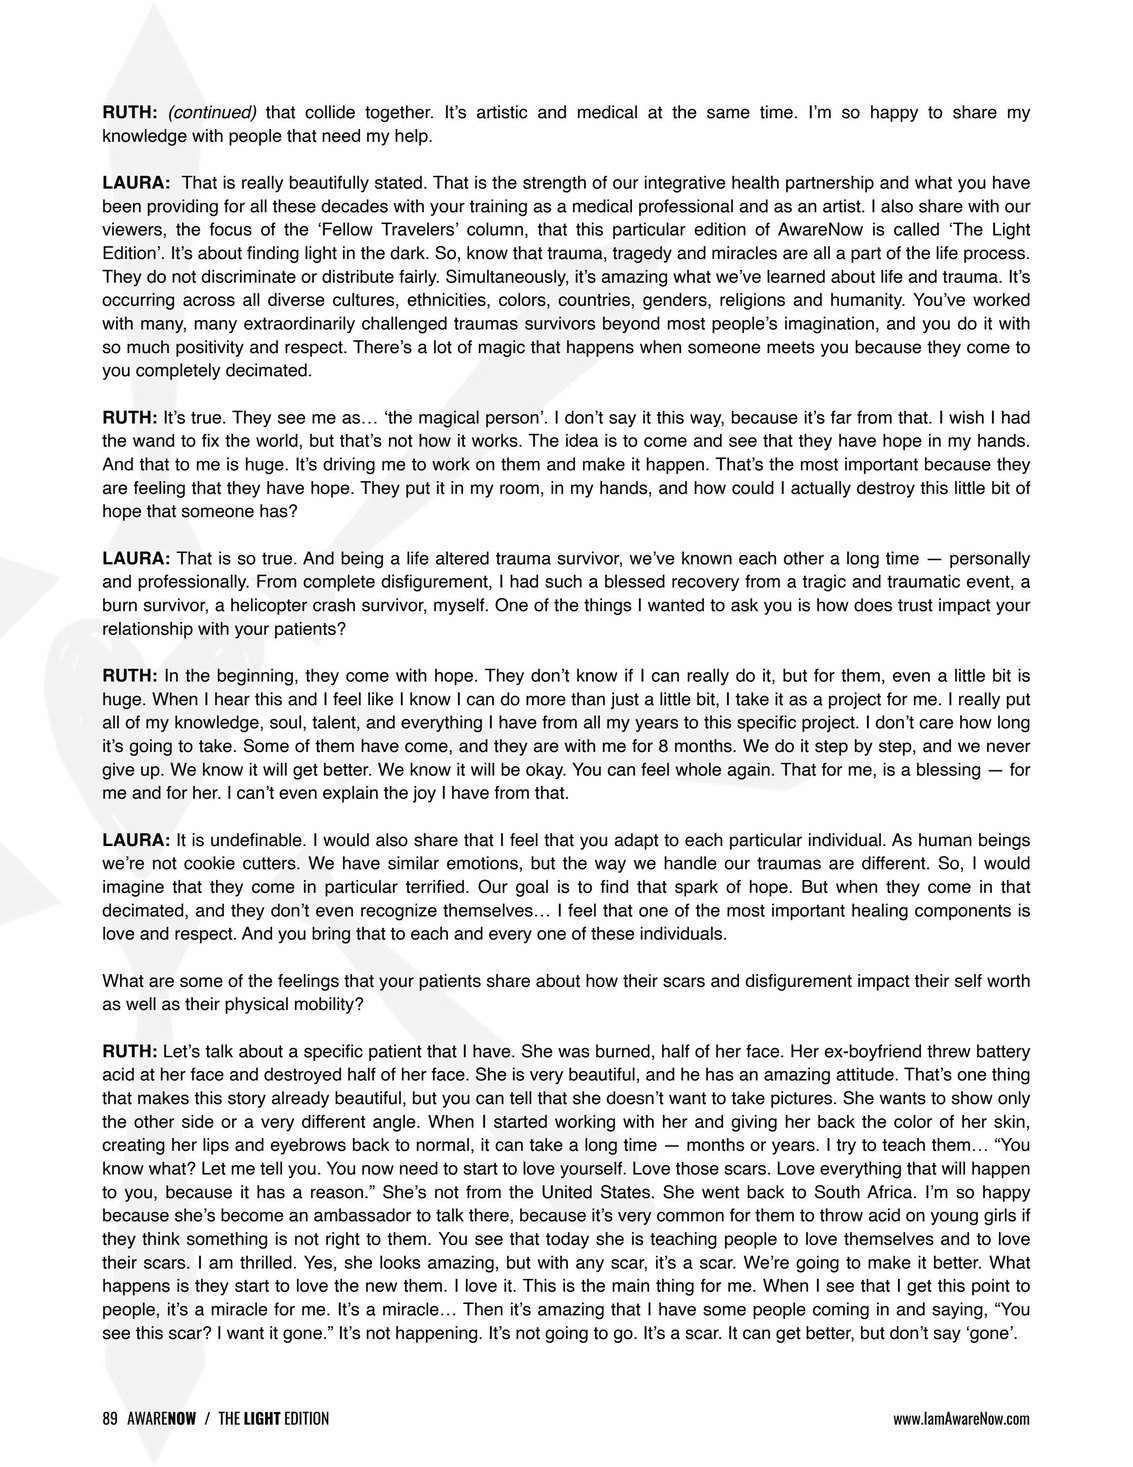 RUTH: (continued) that collide together. It’s artistic and medical at the same time. I’m so happy to share my
knowledge with people that need my help.
LAURA: That is really beautifully stated. That is the strength of our integrative health partnership and what you have
been providing for all these decades with your training as a medical professional and as an artist. I also share with our
viewers, the focus of the ‘Fellow Travelers’ column, that this particular edition of AwareNow is called ‘The Light
Edition’. It’s about finding light in the dark. So, know that trauma, tragedy and miracles are all a part of the life process.
They do not discriminate or distribute fairly. Simultaneously, it’s amazing what we’ve learned about life and trauma. It’s
occurring across all diverse cultures, ethnicities, colors, countries, genders, religions and humanity. You’ve worked
with many, many extraordinarily challenged traumas survivors beyond most people’s imagination, and you do it with
so much positivity and respect. There’s a lot of magic that happens when someone meets you because they come to
you completely decimated.
RUTH: It’s true. They see me as… ‘the magical person’. I don’t say it this way, because it’s far from that. I wish I had
the wand to fix the world, but that’s not how it works. The idea is to come and see that they have hope in my hands.
And that to me is huge. It’s driving me to work on them and make it happen. That’s the most important because they
are feeling that they have hope. They put it in my room, in my hands, and how could I actually destroy this little bit of
hope that someone has?
LAURA: That is so true. And being a life altered trauma survivor, we’ve known each other a long time — personally
and professionally. From complete disfigurement, I had such a blessed recovery from a tragic and traumatic event, a
burn survivor, a helicopter crash survivor, myself. One of the things I wanted to ask you is how does trust impact your
relationship with your patients?
RUTH: In the beginning, they come with hope. They don’t know if I can really do it, but for them, even a little bit is
huge. When I hear this and I feel like I know I can do more than just a little bit, I take it as a project for me. I really put
all of my knowledge, soul, talent, and everything I have from all my years to this specific project. I don’t care how long
it’s going to take. Some of them have come, and they are with me for 8 months. We do it step by step, and we never
give up. We know it will get better. We know it will be okay. You can feel whole again. That for me, is a blessing — for
me and for her. I can’t even explain the joy I have from that.
LAURA: It is undefinable. I would also share that I feel that you adapt to each particular individual. As human beings
we’re not cookie cutters. We have similar emotions, but the way we handle our traumas are different. So, I would
imagine that they come in particular terrified. Our goal is to find that spark of hope. But when they come in that
decimated, and they don’t even recognize themselves… I feel that one of the most important healing components is
love and respect. And you bring that to each and every one of these individuals.
What are some of the feelings that your patients share about how their scars and disfigurement impact their self worth
as well as their physical mobility?
RUTH: Let’s talk about a specific patient that I have. She was burned, half of her face. Her ex-boyfriend threw battery
acid at her face and destroyed half of her face. She is very beautiful, and he has an amazing attitude. That’s one thing
that makes this story already beautiful, but you can tell that she doesn’t want to take pictures. She wants to show only
the other side or a very different angle. When I started working with her and giving her back the color of her skin,
creating her lips and eyebrows back to normal, it can take a long time — months or years. I try to teach them… “You
know what? Let me tell you. You now need to start to love yourself. Love those scars. Love everything that will happen
to you, because it has a reason.” She’s not from the United States. She went back to South Africa. I’m so happy
because she’s become an ambassador to talk there, because it’s very common for them to throw acid on young girls if
they think something is not right to them. You see that today she is teaching people to love themselves and to love
their scars. I am thrilled. Yes, she looks amazing, but with any scar, it’s a scar. We’re going to make it better. What
happens is they start to love the new them. I love it. This is the main thing for me. When I see that I get this point to
people, it’s a miracle for me. It’s a miracle… Then it’s amazing that I have some people coming in and saying, “You
see this scar? I want it gone.” It’s not happening. It’s not going to go. It’s a scar. It can get better, but don’t say ‘gone’.
89 AWARENOW / THE LIGHT EDITION
www.IamAwareNow.com